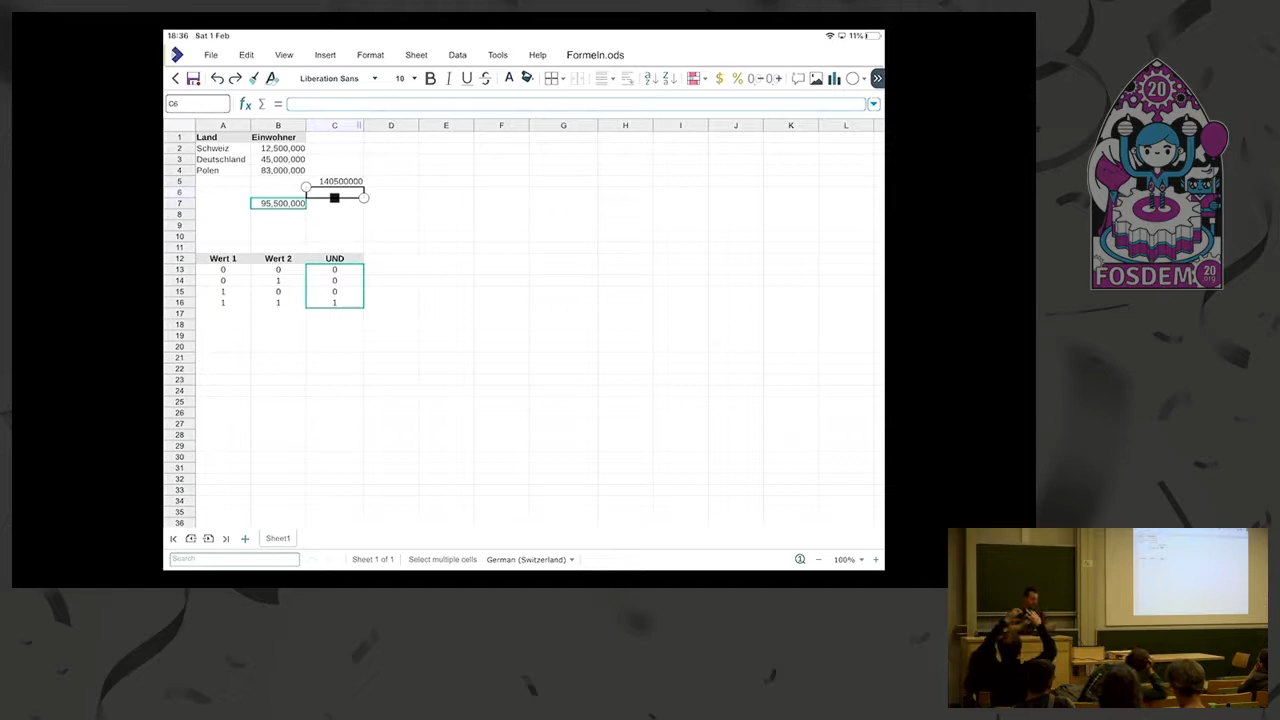 18:36 Sat 1 Feb 11%
File Edit View Insert Format Sheet Data Tools Help Formeln.ods
Liberation Sans 10
C6
A B C D E F G H I J K L
1 Land Einwohner
2 Schweiz 12,500,000
3 Deutschland 45,000,000
4 Polen 83,000,000
5 140500000
6
7 95,500,000
8
9
10
11
12 Wert 1 Wert 2 UND
13 0 0 0
14 0 1 0
15 1 0 0
16 1 1 1
17
18
19
20
21
22
23
24
25
26
27
28
29
30
31
32
33
34
35
36
Sheet1
Search Sheet 1 of 1 Select multiple cells German (Switzerland) 100%
20
FOSDEM 20
.org